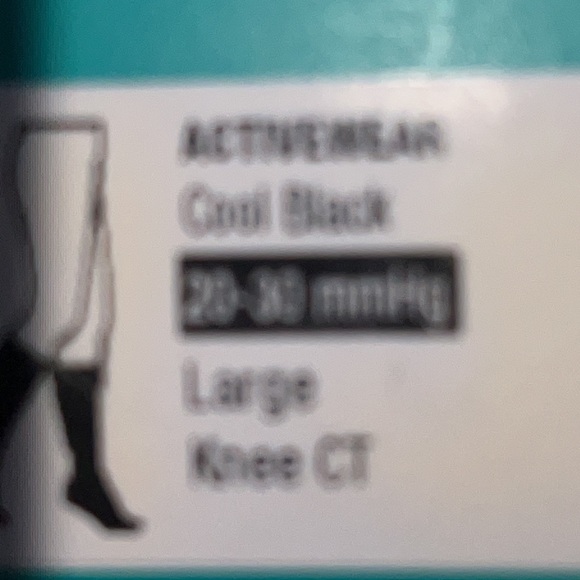 ACTIVEWEAR
Cool Black
20-30 mmHg
Large
Knee CT